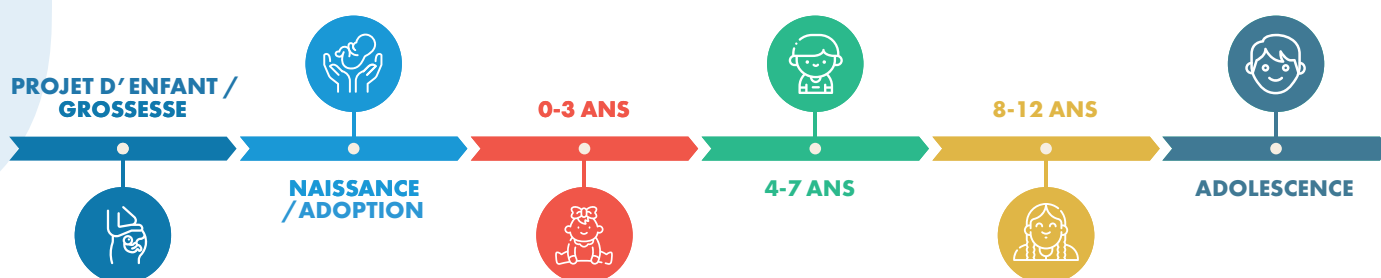 PROJET D'ENFANT /
GROSSESSE
NAISSANCE
/ADOPTION
0-3 ANS
4-7 ANS
8-12 ANS
ADOLESCENCE